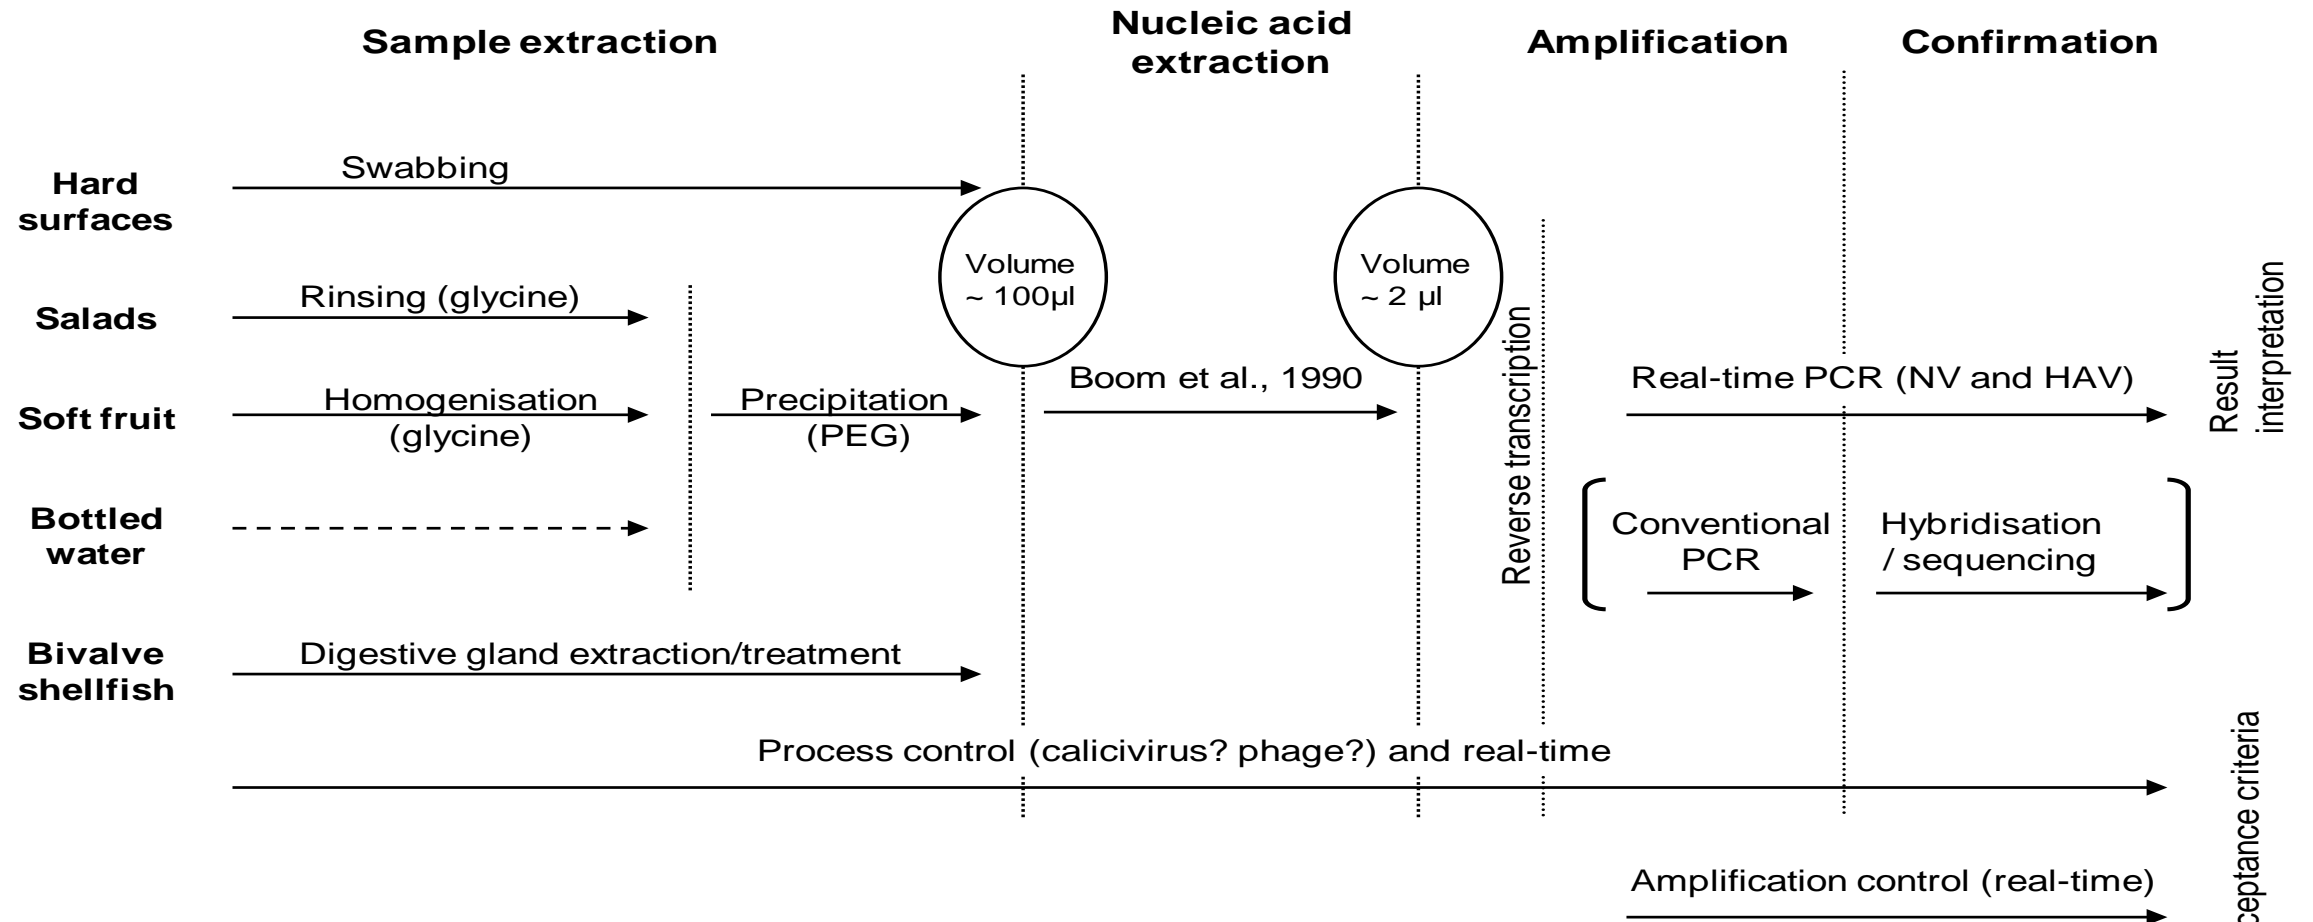 Sample extraction
Nucleic acid
extraction
Amplification
Confirmation
Hard
surfaces
Swabbing
Volume
~ 100µl
Volume
~ 2 µl
Salads
Rinsing (glycine)
Soft fruit
Homogenisation
(glycine)
Precipitation
(PEG)
Boom et al., 1990
Reverse transcription
Real-time PCR (NV and HAV)
Result
interpretation
Bottled
water
Conventional
PCR
Hybridisation
/ sequencing
Bivalve
shellfish
Digestive gland extraction/treatment
Process control (calicivirus? phage?) and real-time
criteria
Amplification control (real-time)